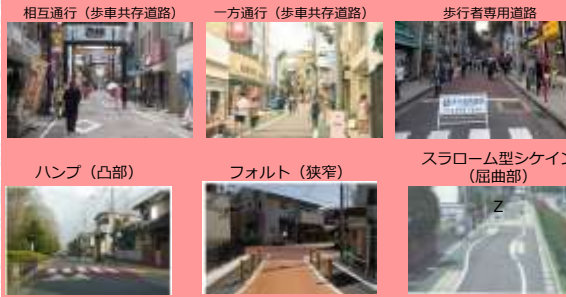 相互通行（歩車共存道路）
一方通行（歩車共存道路）
歩行者専用道路
ハンプ（凸部）
フォルト（狭窄）
スラローム型シケイン
（屈曲部）
Z